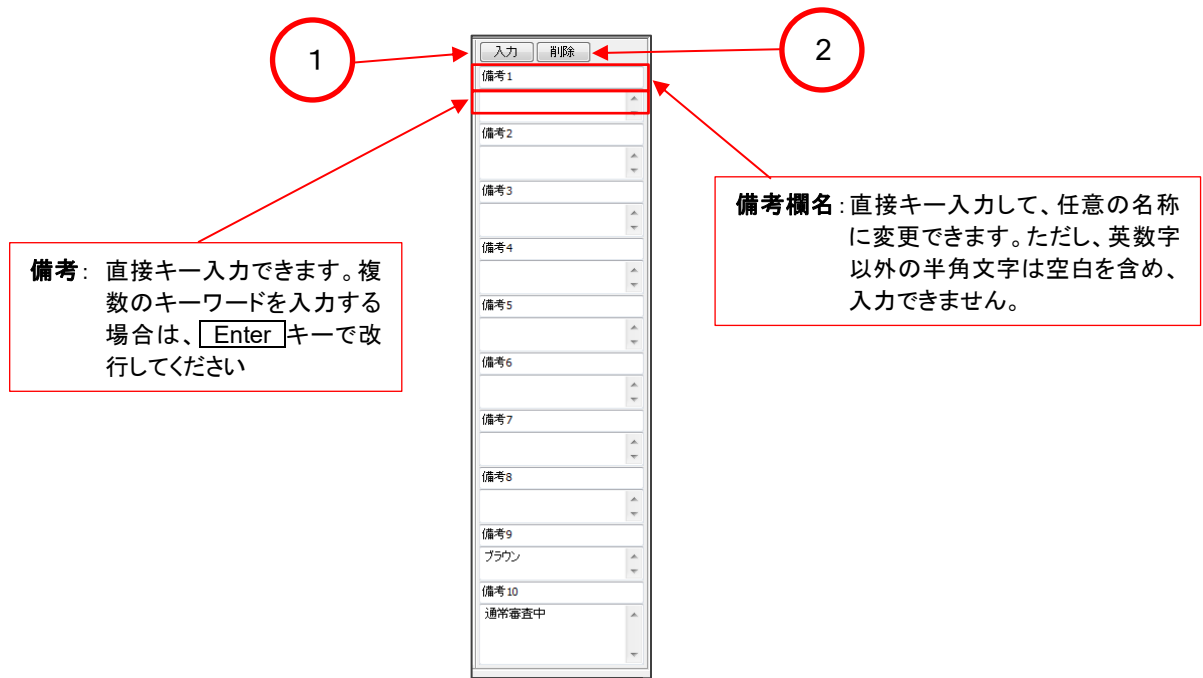 1
2
入力 削除
備考1
備考2
備考3
備考4
備考5
備考6
備考7
備考8
備考9
ブラウン
備考10
通常審査中
備考： 直接キー入力できます。複
数のキーワードを入力する
場合は、 Enter キーで改
行してください
備考欄名：直接キー入力して、任意の名称
に変更できます。ただし、英数字
以外の半角文字は空白を含め、
入力できません。